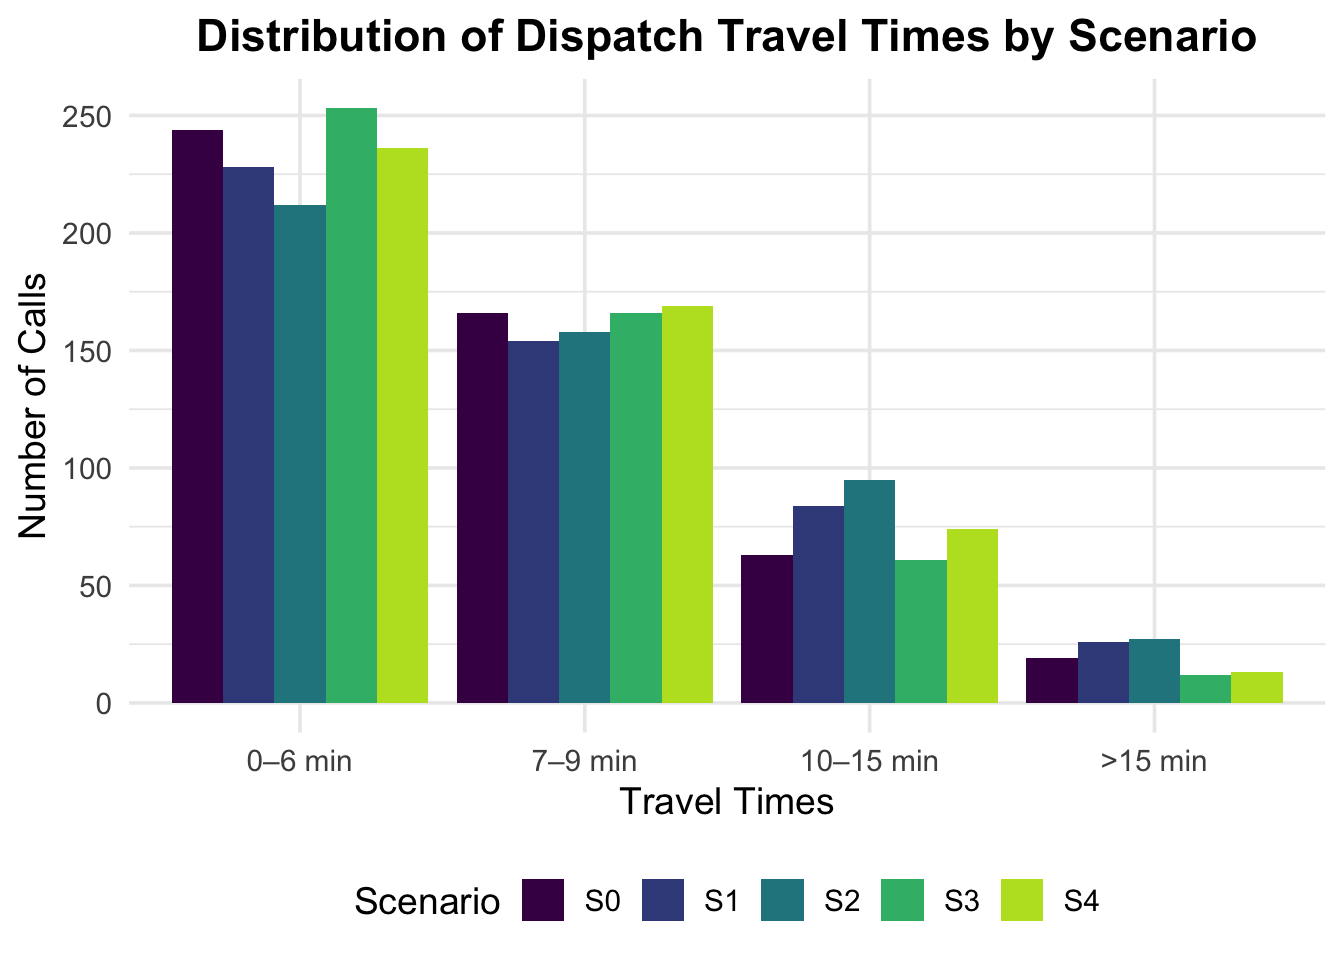 Distribution of Dispatch Travel Times by Scenario
Number of Calls
250
200
150
100
50
0
0–6 min 7–9 min 10–15 min >15 min
Travel Times
Scenario S0 S1 S2 S3 S4